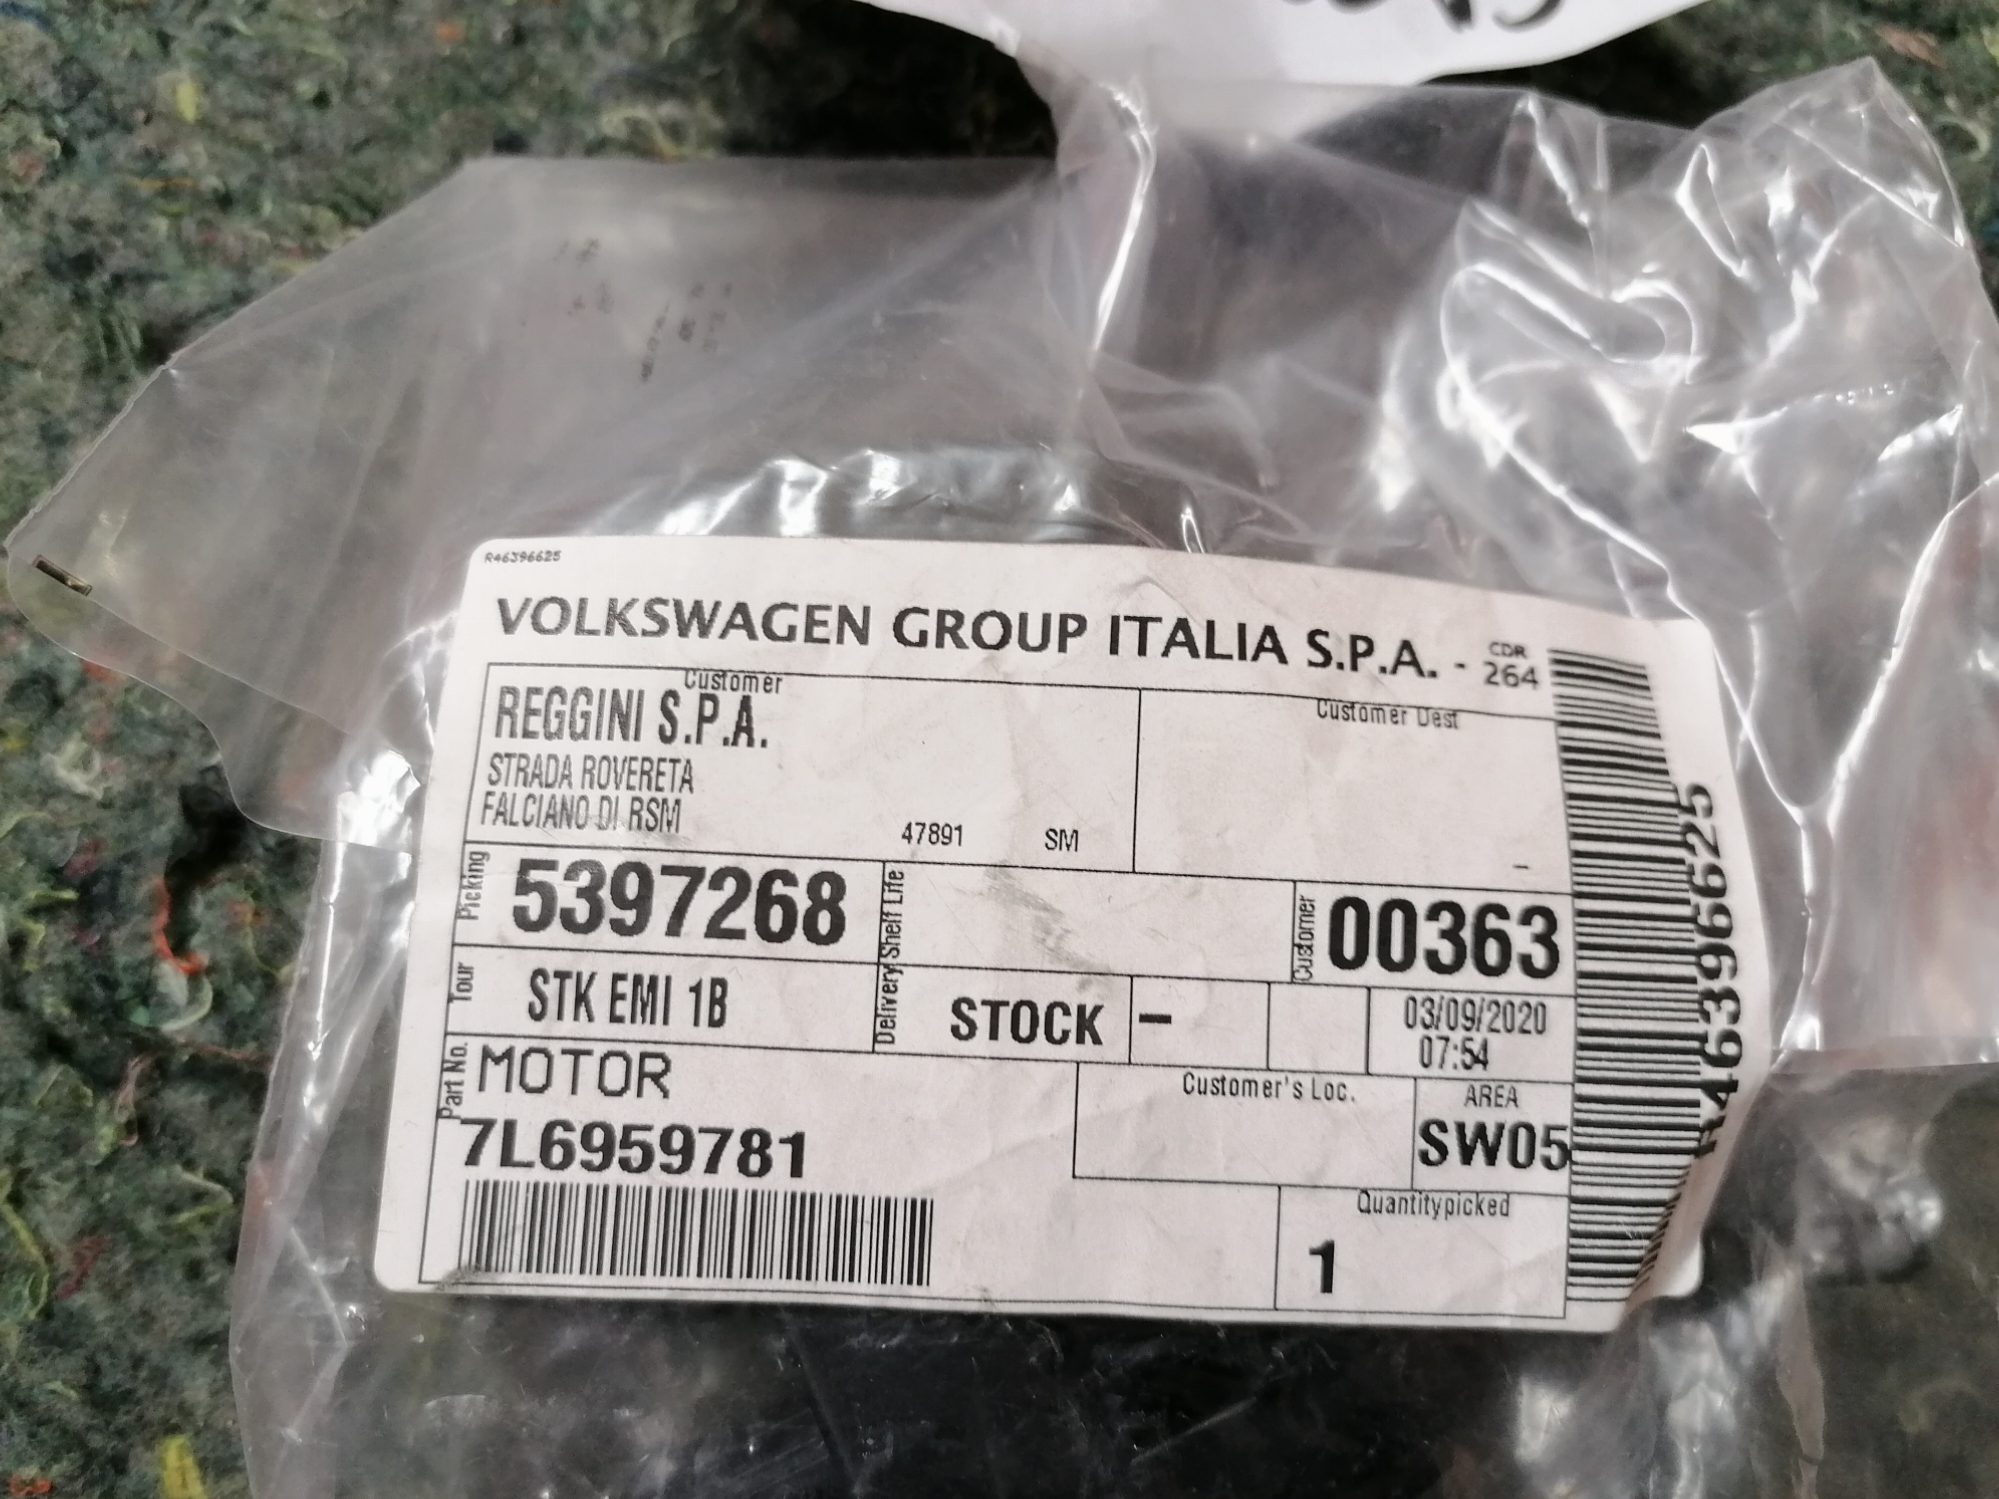 R46396625
VOLKSWAGEN GROUP ITALIA S.P.A. - CDR 264
Customer
REGGINI S.P.A.
STRADA ROVERETA
FALCIANO DI RSM
47891 SM
Customer Dest
-
Picking 5397268
Delivery Shelf Life
Customer 00363
Tour STK EMI 1B
STOCK -
03/09/2020
07:54
Part No. MOTOR
7L6959781
Customer's Loc.
AREA
SW05
Quantitypicked
1
R46396625